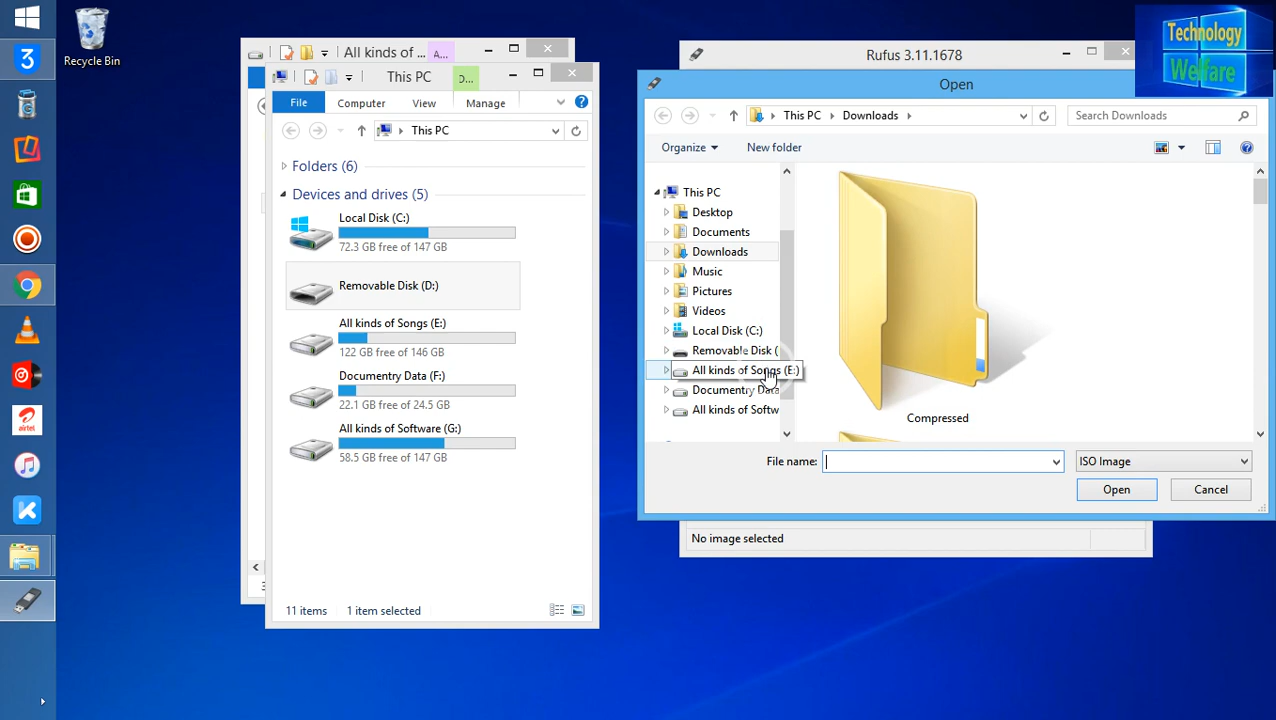 Recycle Bin
All kinds of ...
A...
This PC
D...
File
Computer
View
Manage
This PC
Folders (6)
Devices and drives (5)
Local Disk (C:)
72.3 GB free of 147 GB
Removable Disk (D:)
All kinds of Songs (E:)
122 GB free of 146 GB
Documentry Data (F:)
22.1 GB free of 24.5 GB
All kinds of Software (G:)
58.5 GB free of 147 GB
11 items
1 item selected
airtel
Rufus 3.11.1678
Technology
Welfare
Open
This PC
Downloads
Search Downloads
Organize
New folder
This PC
Desktop
Documents
Downloads
Music
Pictures
Videos
Local Disk (C:)
Removable Disk (
All kinds of Songs (E:)
Documentry Data
All kinds of Softw
Compressed
File name:
ISO Image
Open
Cancel
No image selected